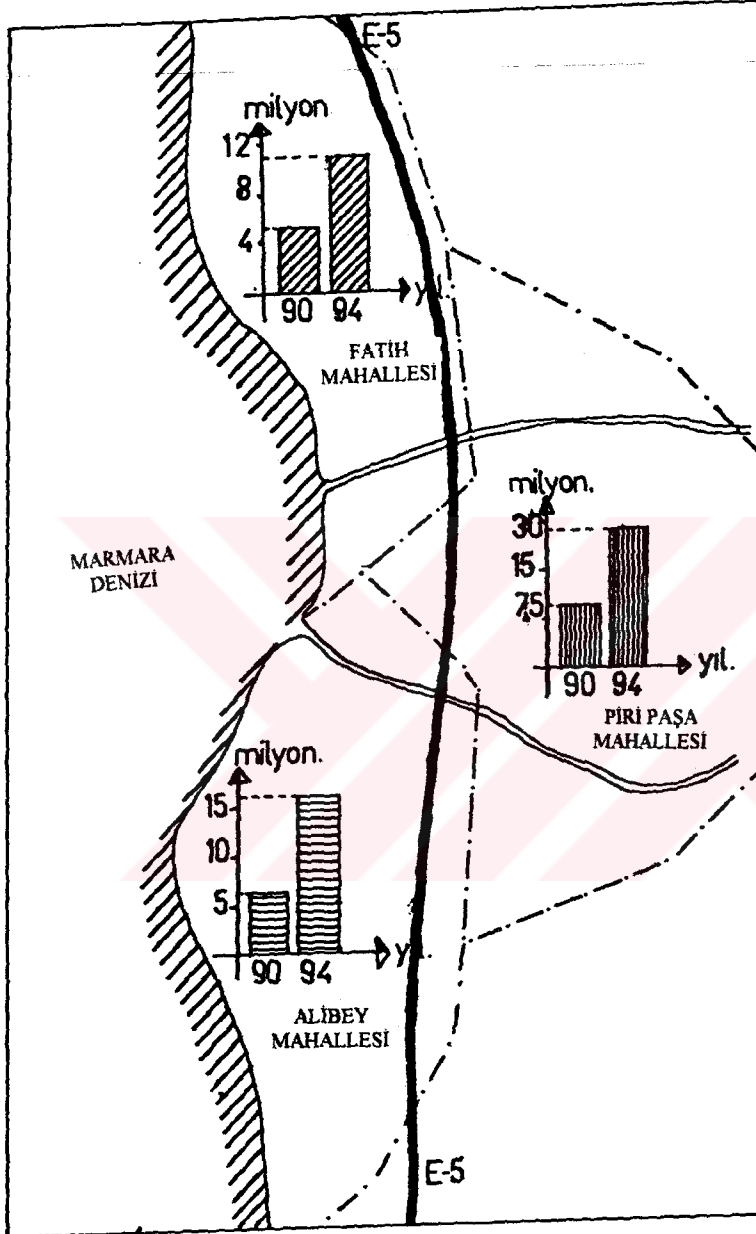 E-5
milyon
12
8
4
90 94
y
FATİH
MAHALLESİ
milyon.
30
15
7.5
90 94
yıl.
PİRİ PAŞA
MAHALLESİ
MARMARA
DENİZİ
milyon.
15
10
5
90 94
y
ALİBEY
MAHALLESİ
E-5